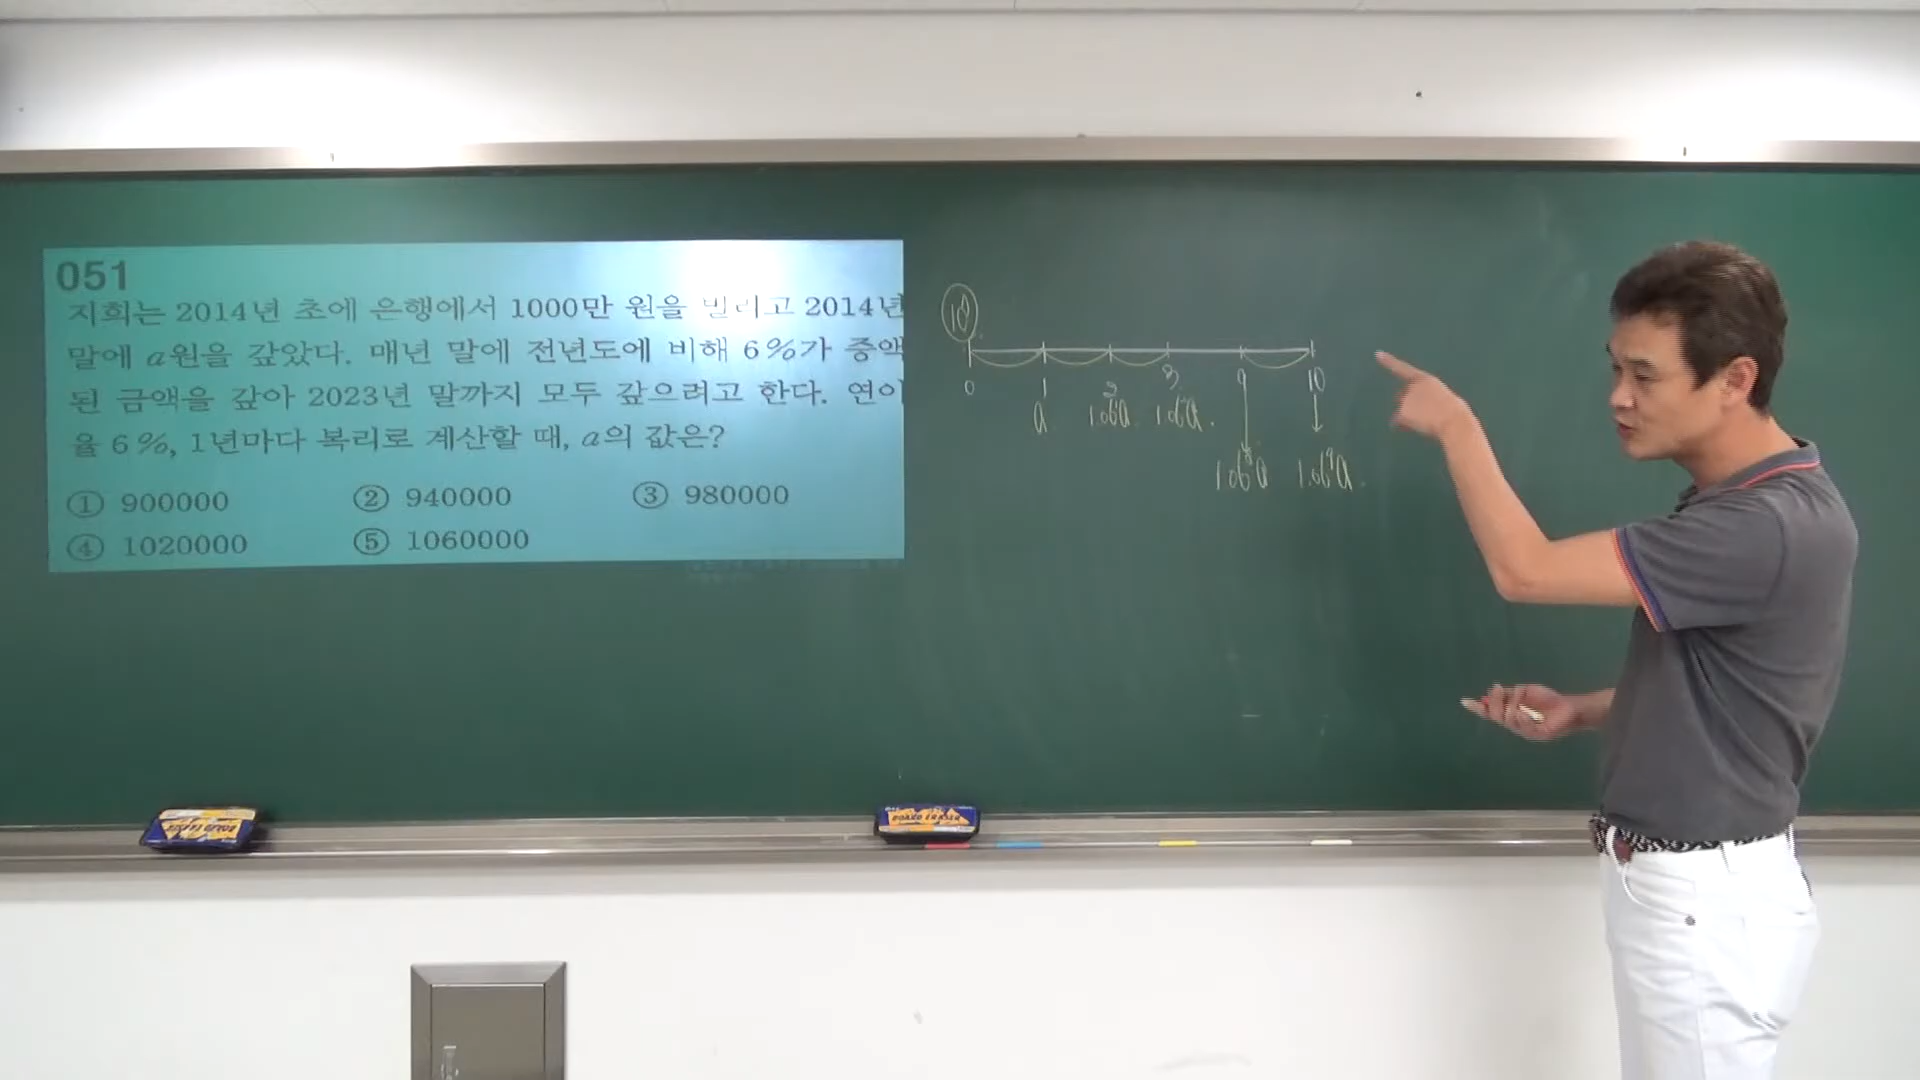 051
지희는 2014년 초에 은행에서 1000만 원을 빌리고 2014년
말에 a원을 갚았다. 매년 말에 전년도에 비해 6%가 증액
된 금액을 갚아 2023년 말까지 모두 갚으려고 한다. 연이
율 6%, 1년마다 복리로 계산할 때, a의 값은?
① 900000 ② 940000 ③ 980000
④ 1020000 ⑤ 1060000
0 1 2 3 9 10
a 1.06a 1.06²a
1.06⁸a 1.06⁹a
BOARD ERASER
BOARD ERASER